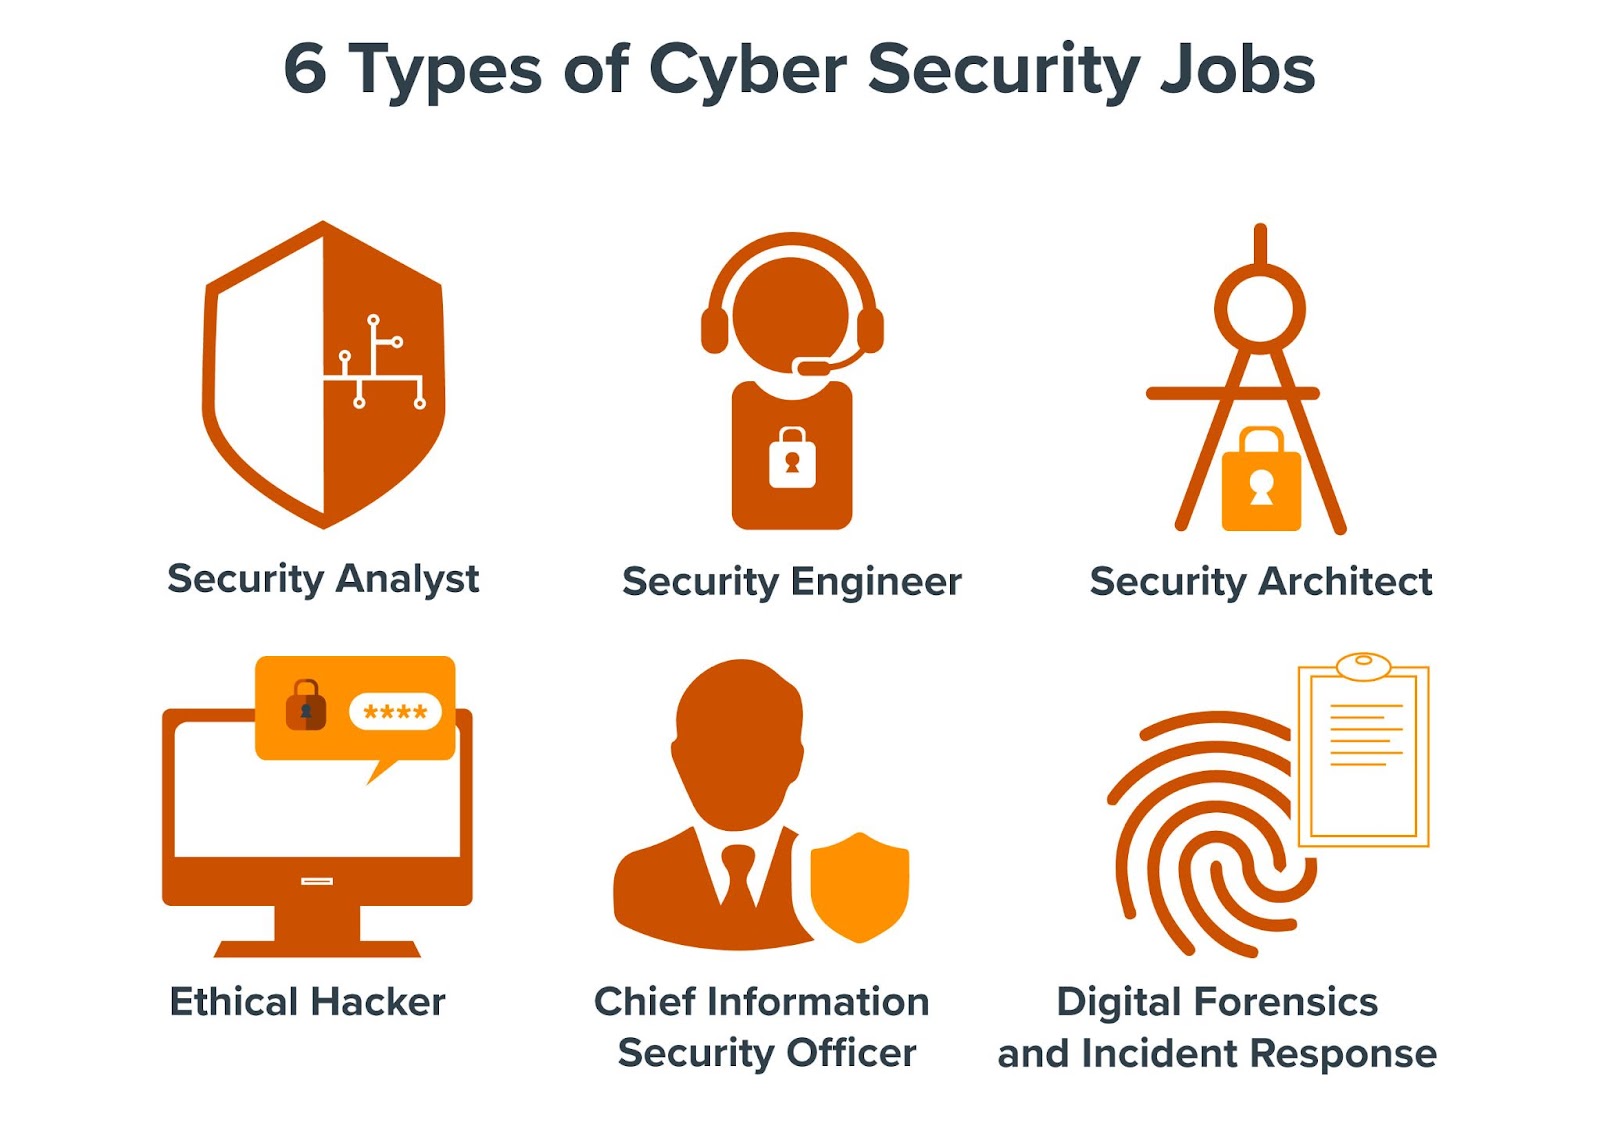 6 Types of Cyber Security Jobs
Security Analyst
Security Engineer
Security Architect
****
Ethical Hacker
Chief Information
Security Officer
Digital Forensics
and Incident Response